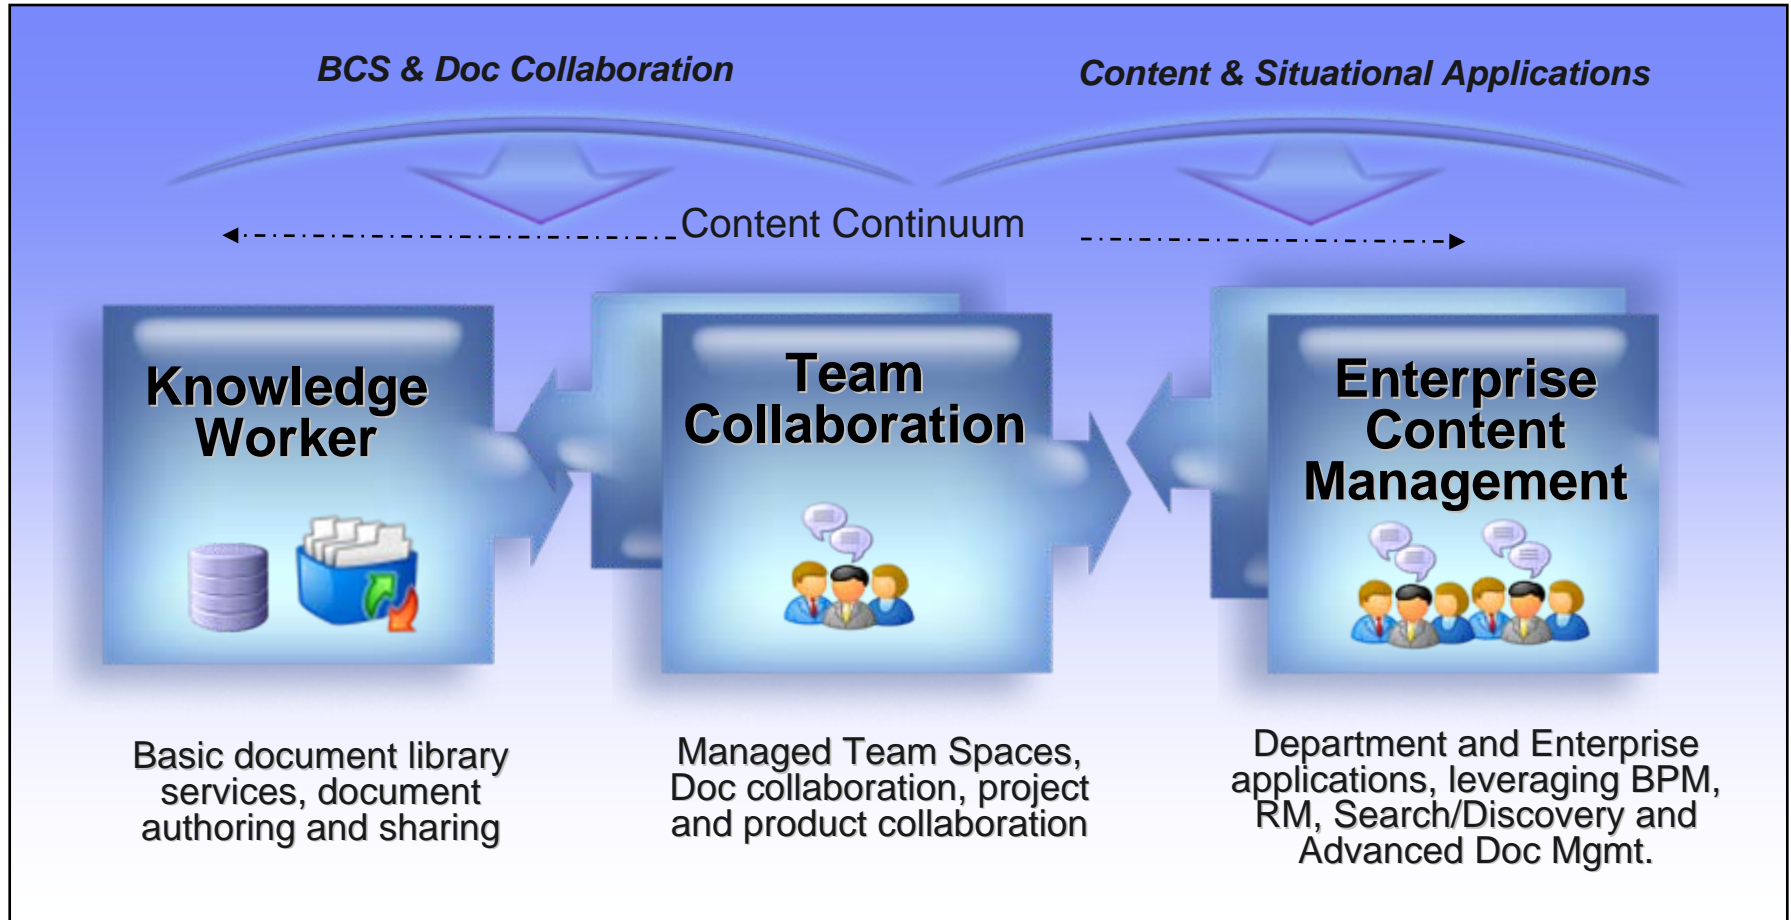 BCS & Doc Collaboration
Content & Situational Applications
Content Continuum
Knowledge
Worker
Team
Collaboration
Enterprise
Content
Management
Basic document library
services, document
authoring and sharing
Managed Team Spaces,
Doc collaboration, project
and product collaboration
Department and Enterprise
applications, leveraging BPM,
RM, Search/Discovery and
Advanced Doc Mgmt.